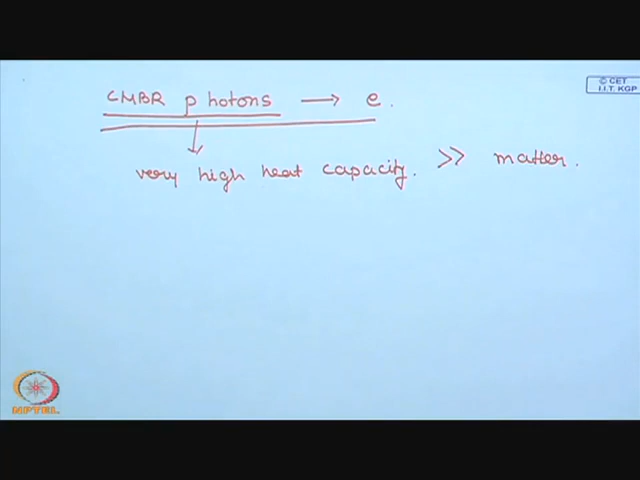 © CET
I.I.T. KGP
CMBR photons → e.
very high heat capacity. >> matter.
NPTEL